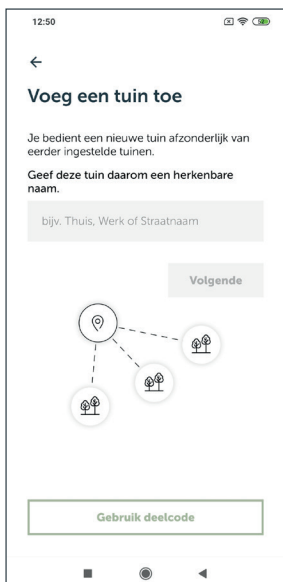 12:50
Voeg een tuin toe
Je bedient een nieuwe tuin afzonderlijk van
eerder ingestelde tuinen.
Geef deze tuin daarom een herkenbare
naam.
bijv. Thuis, Werk of Straatnaam
Volgende
Gebruik deelcode